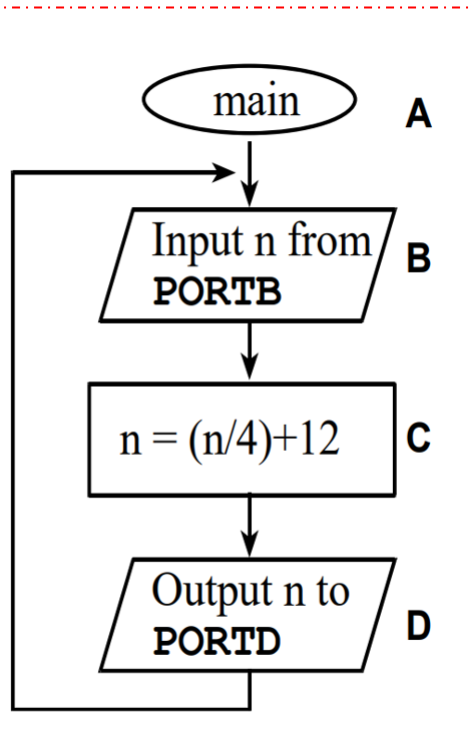 main
A
Input n from
PORTB
B
n = (n/4)+12
C
Output n to
PORTD
D